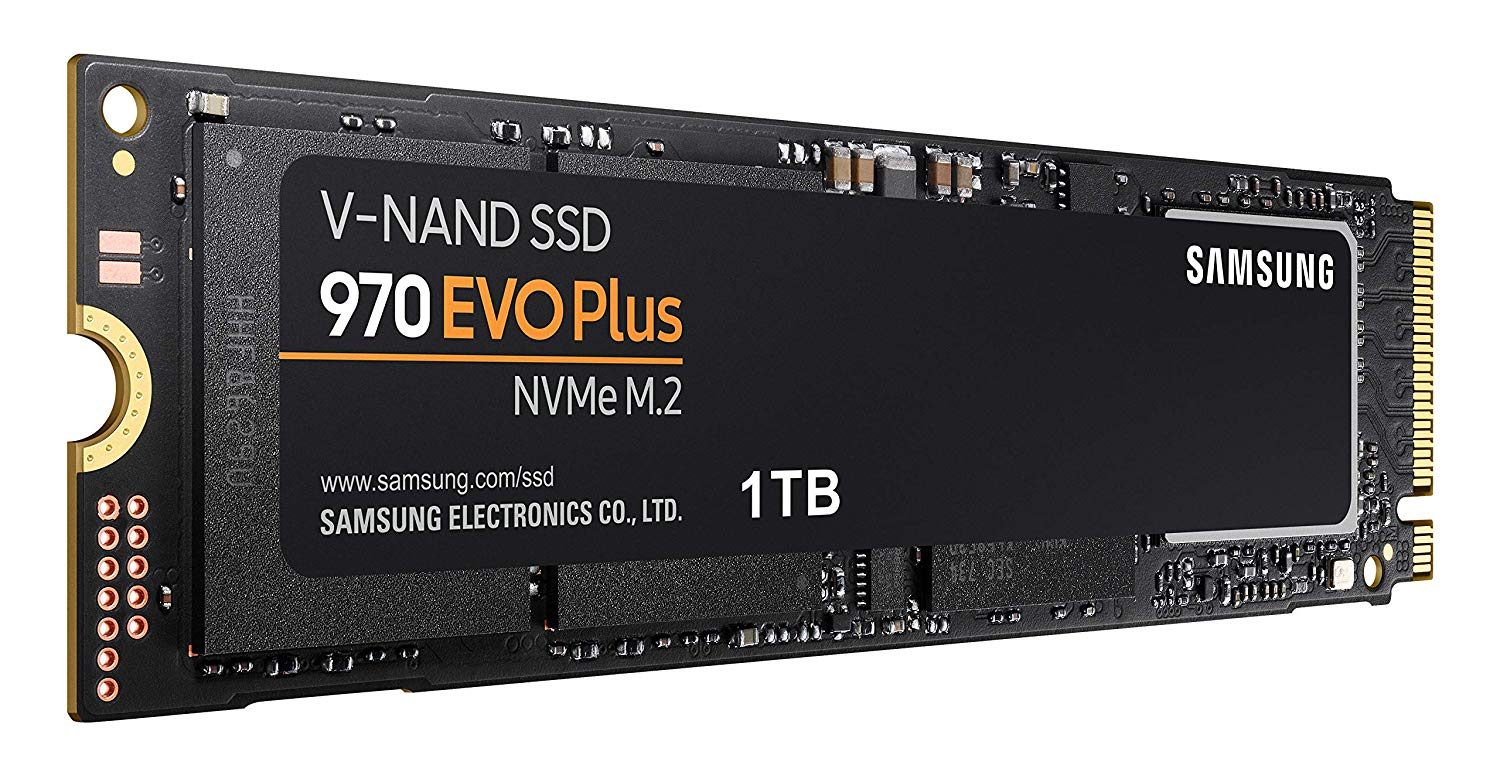 V-NAND SSD
970 EVO Plus
NVMe M.2
www.samsung.com/ssd
SAMSUNG ELECTRONICS CO., LTD.
1TB
SAMSUNG